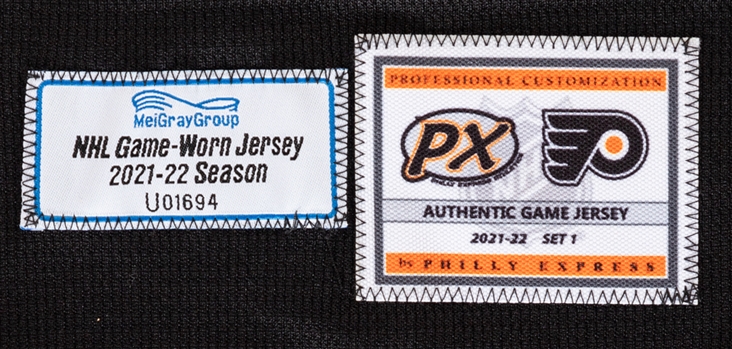 MeiGrayGroup
NHL Game-Worn Jersey
2021-22 Season
U01694
PROFESSIONAL CUSTOMIZATION
PX
AUTHENTIC GAME JERSEY
2021-22 SET 1
by PHILLY EXPRESS